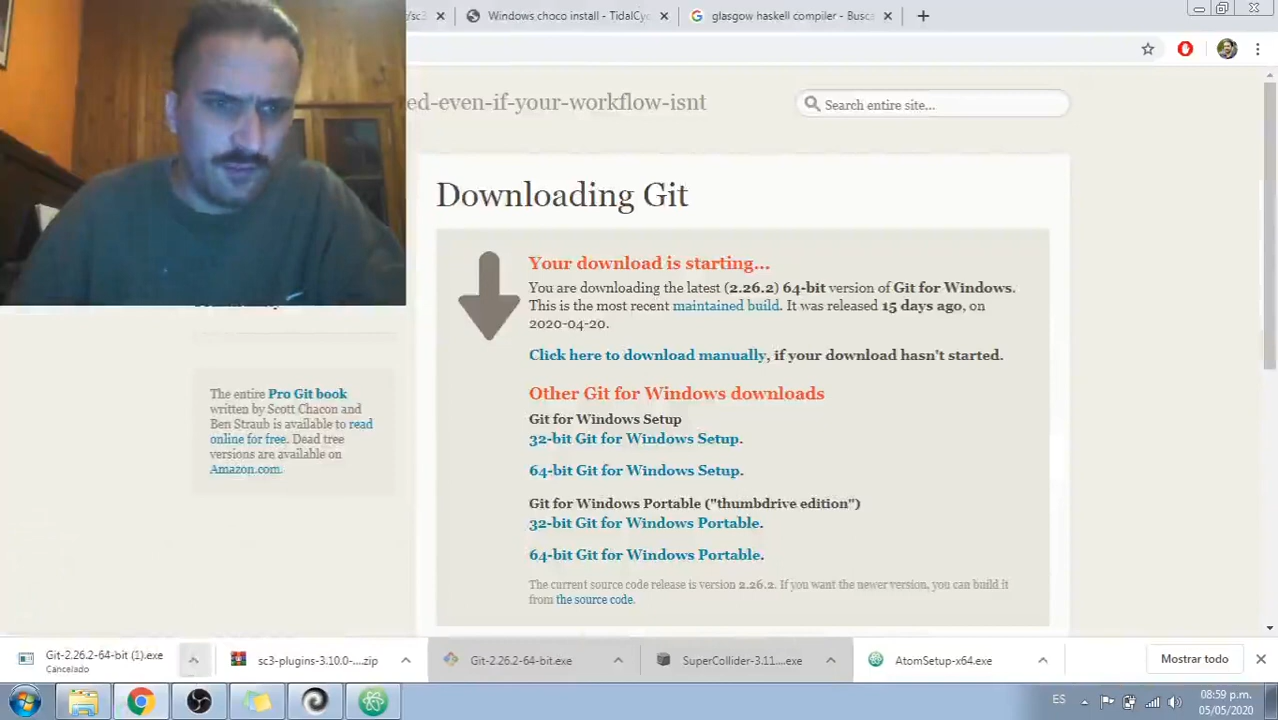 /sc3
Windows choco install - TidalCyc
glasgow haskell compiler - Busca
ed-even-if-your-workflow-isnt
Search entire site...
Downloading Git
Your download is starting...
You are downloading the latest (2.26.2) 64-bit version of Git for Windows.
This is the most recent maintained build. It was released 15 days ago, on
2020-04-20.
Click here to download manually, if your download hasn't started.
Other Git for Windows downloads
Git for Windows Setup
32-bit Git for Windows Setup.
64-bit Git for Windows Setup.
Git for Windows Portable ("thumbdrive edition")
32-bit Git for Windows Portable.
64-bit Git for Windows Portable.
The current source code release is version 2.26.2. If you want the newer version, you can build it
from the source code.
The entire Pro Git book
written by Scott Chacon and
Ben Straub is available to read
online for free. Dead tree
versions are available on
Amazon.com.
Git-2.26.2-64-bit (1).exe
Cancelado
sc3-plugins-3.10.0-....zip
Git-2.26.2-64-bit.exe
SuperCollider-3.11....exe
AtomSetup-x64.exe
Mostrar todo
ES
08:59 p.m.
05/05/2020